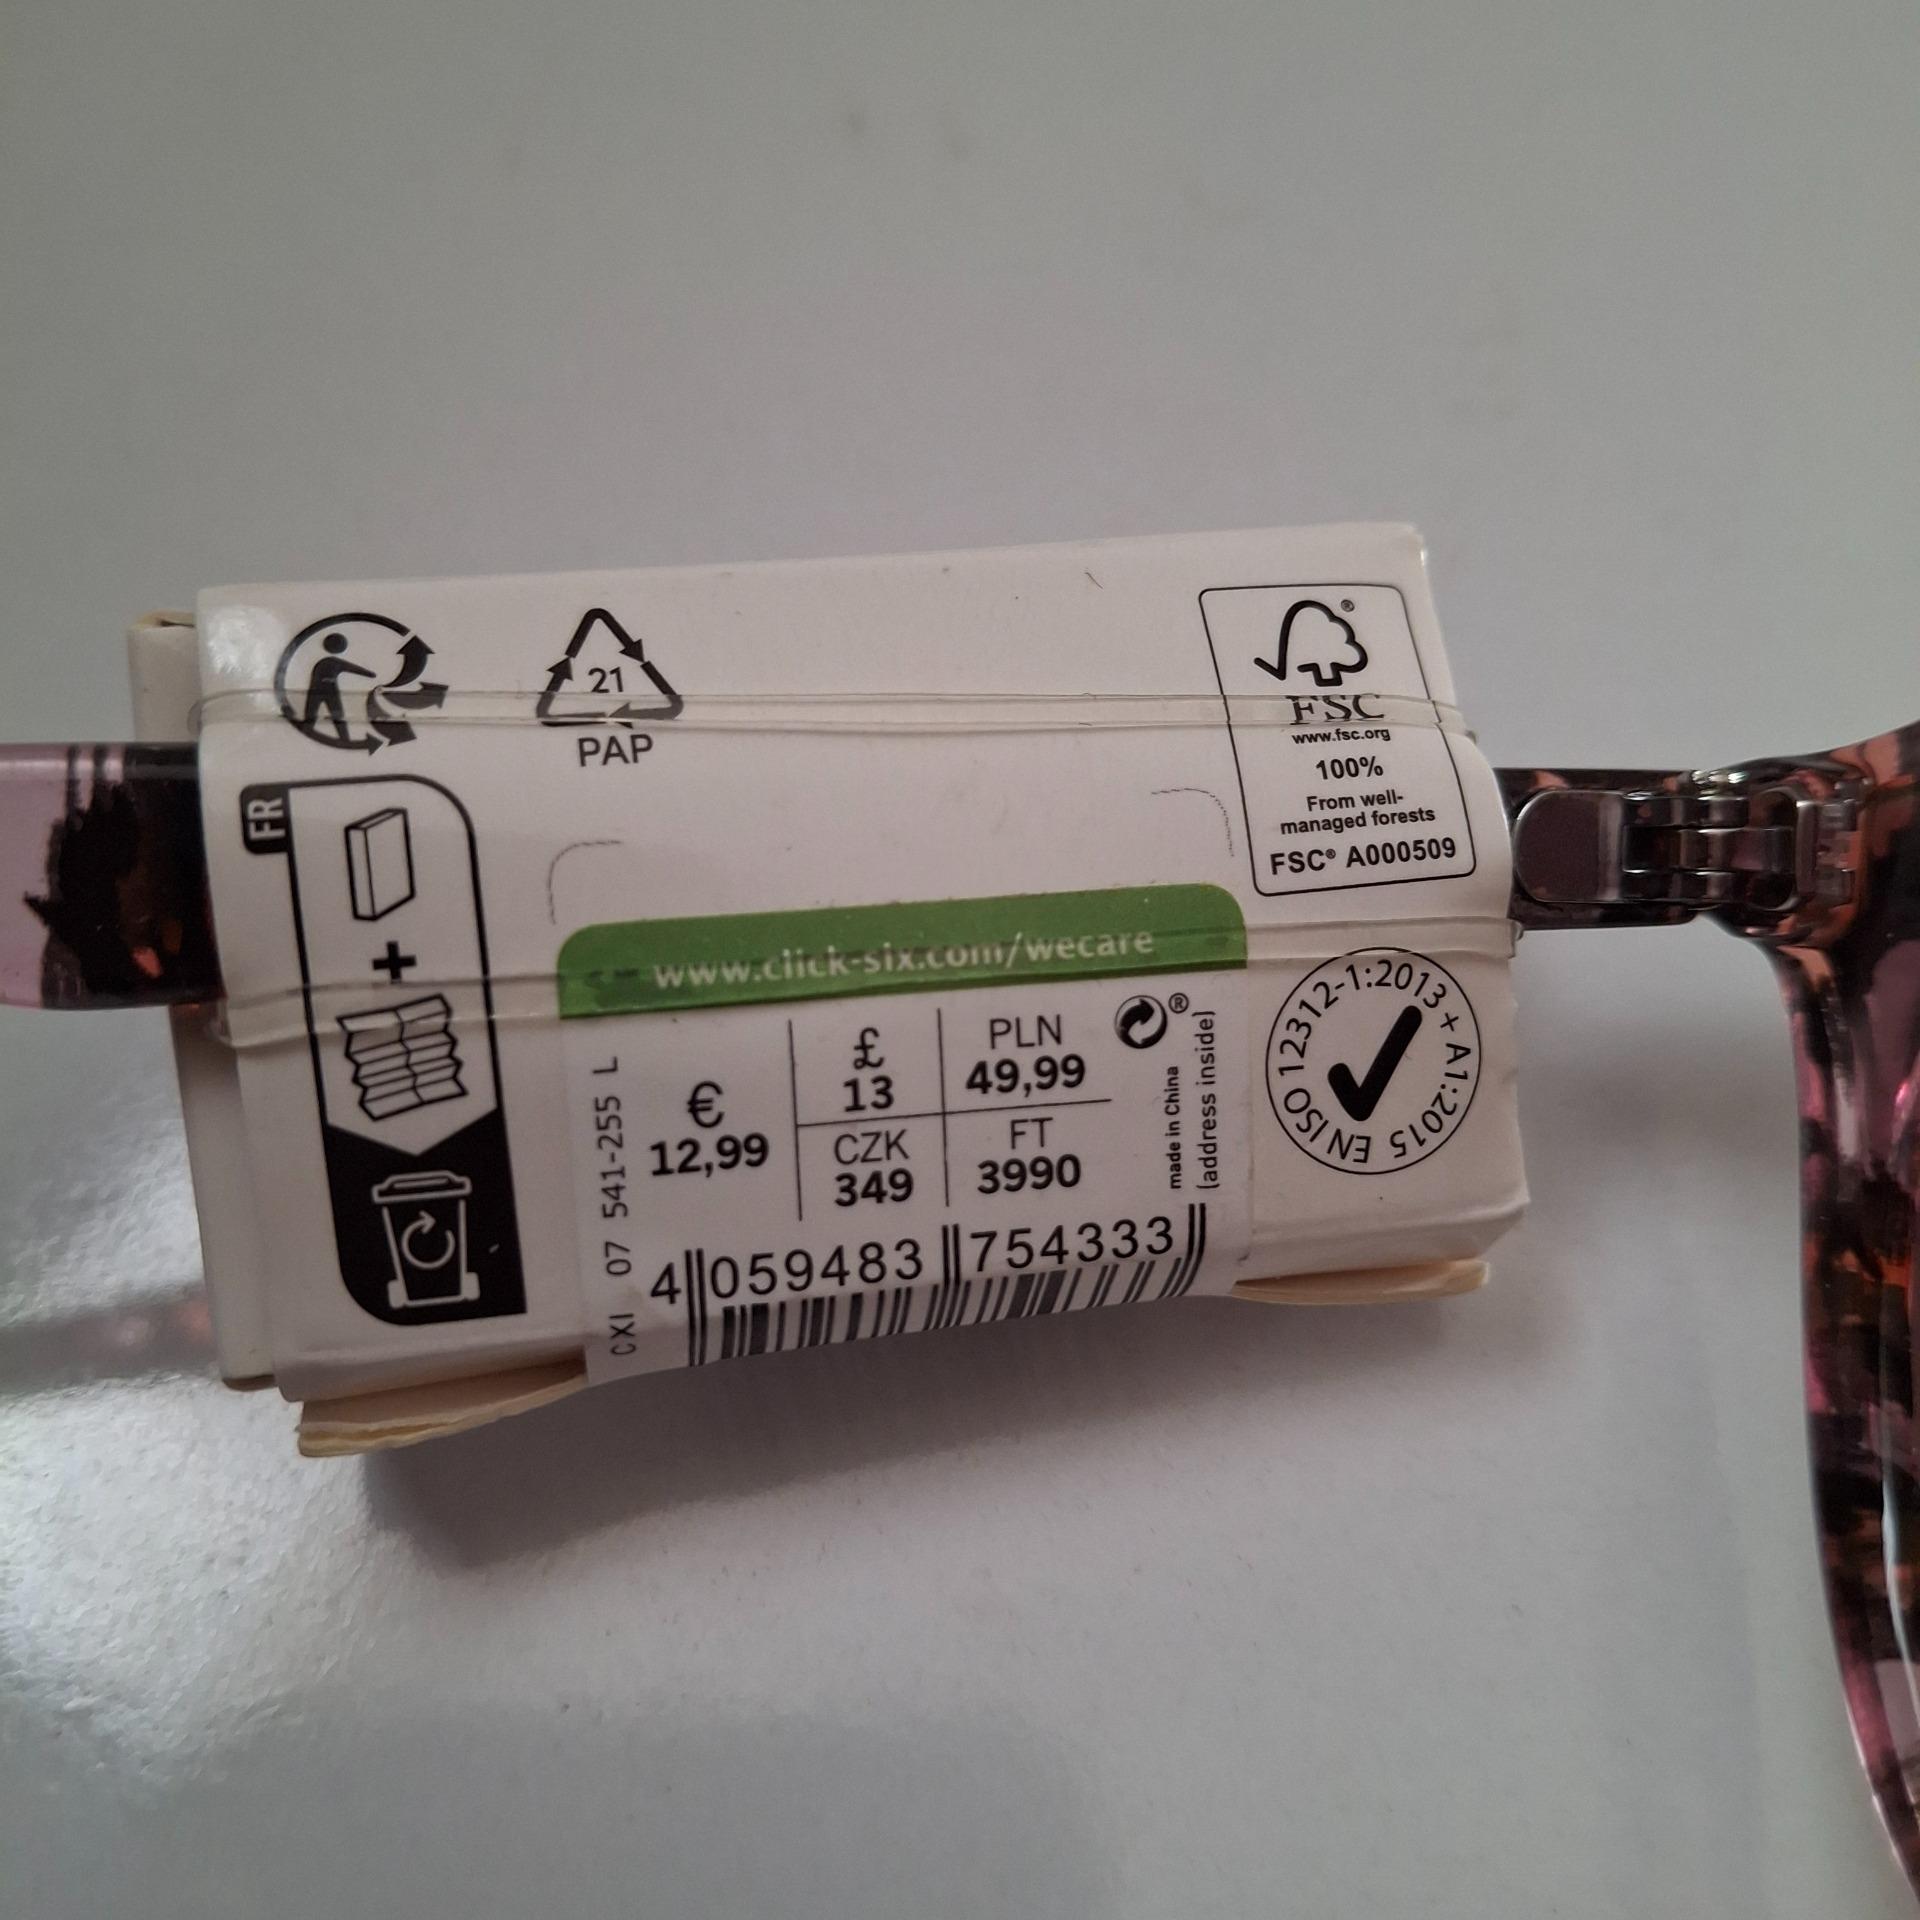 21
PAP
FSC
®
www.fsc.org
100%
From well-
managed forests
FSC® A000509
FR
www.click-six.com/wecare
EN ISO 12312-1:2013 + A1:2015
CXI 07 541-255 L
€
12,99
£
13
PLN
49,99
CZK
349
FT
3990
®
made in China
(address inside)
4 059483 754333